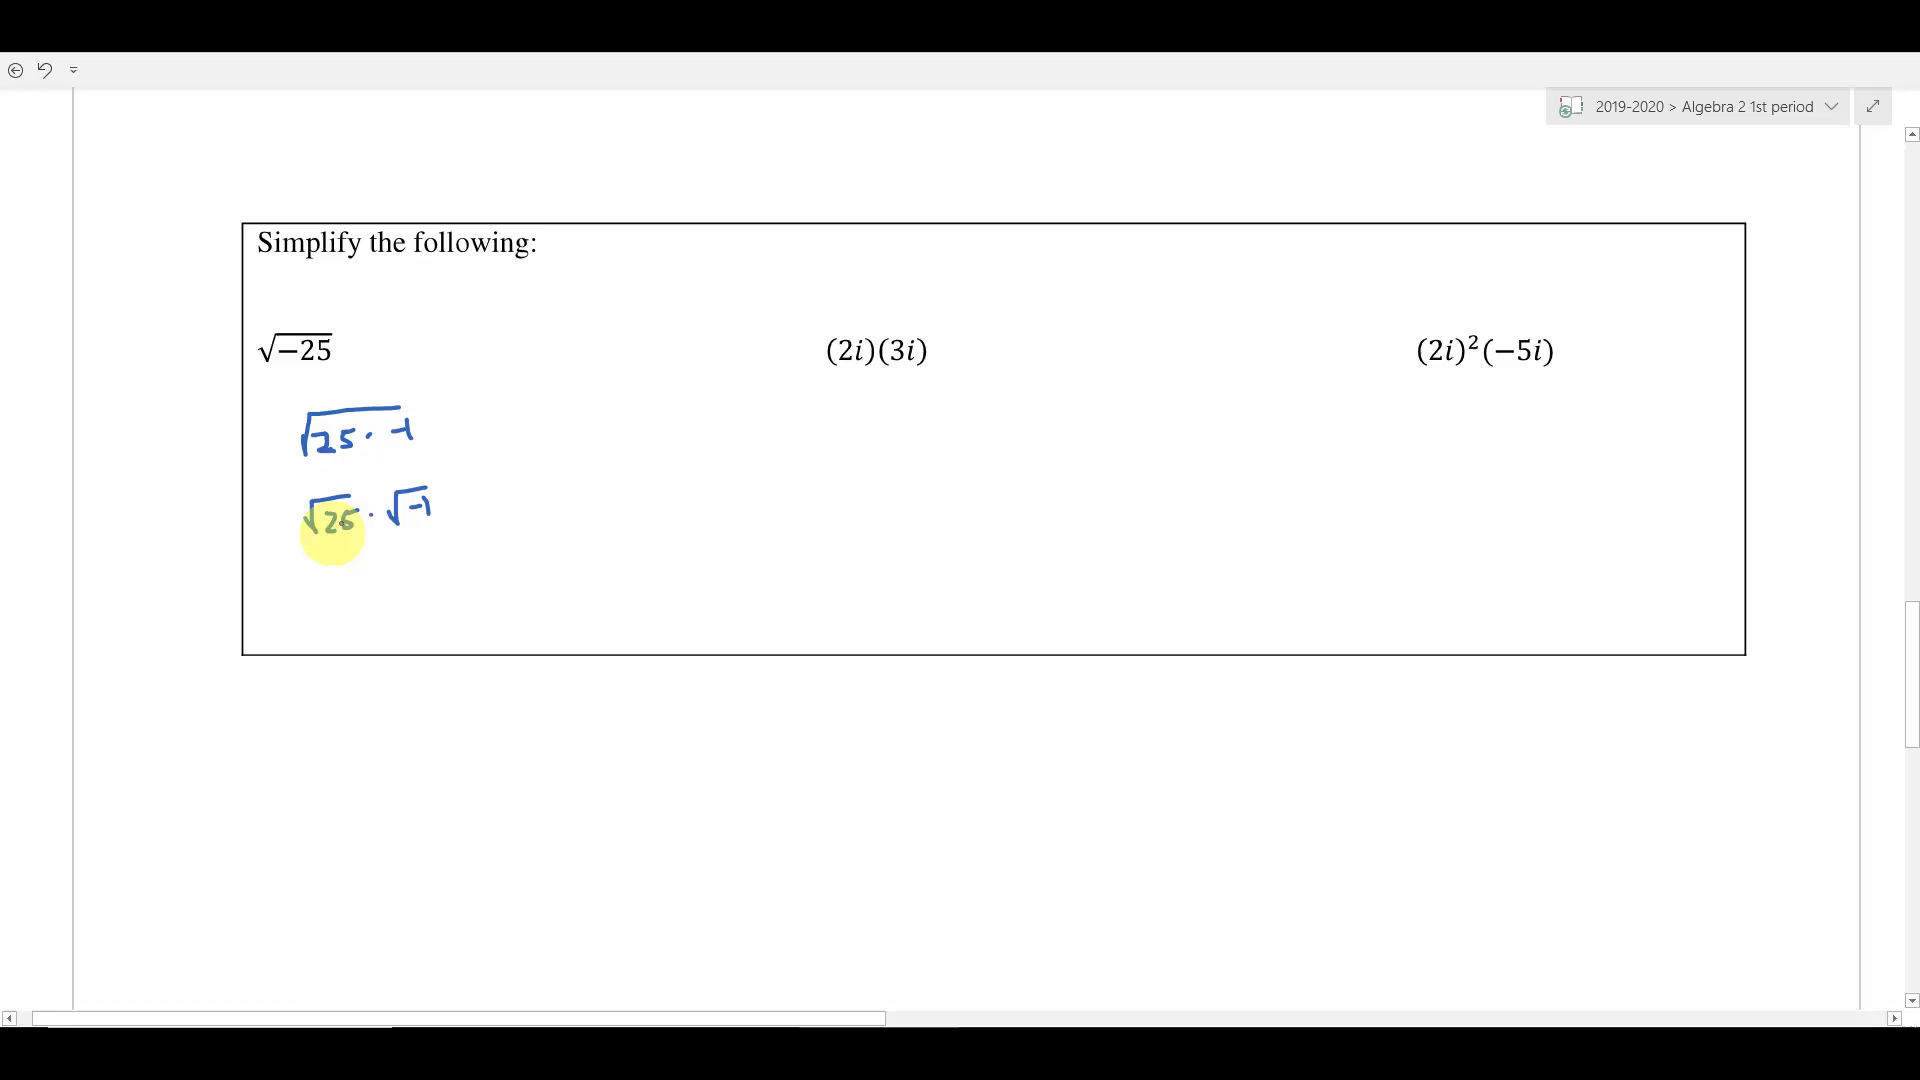 2019-2020 > Algebra 2 1st period
Simplify the following:
√−25 (2i)(3i) (2i)²(−5i)
√25 · -1
√25 · √-1